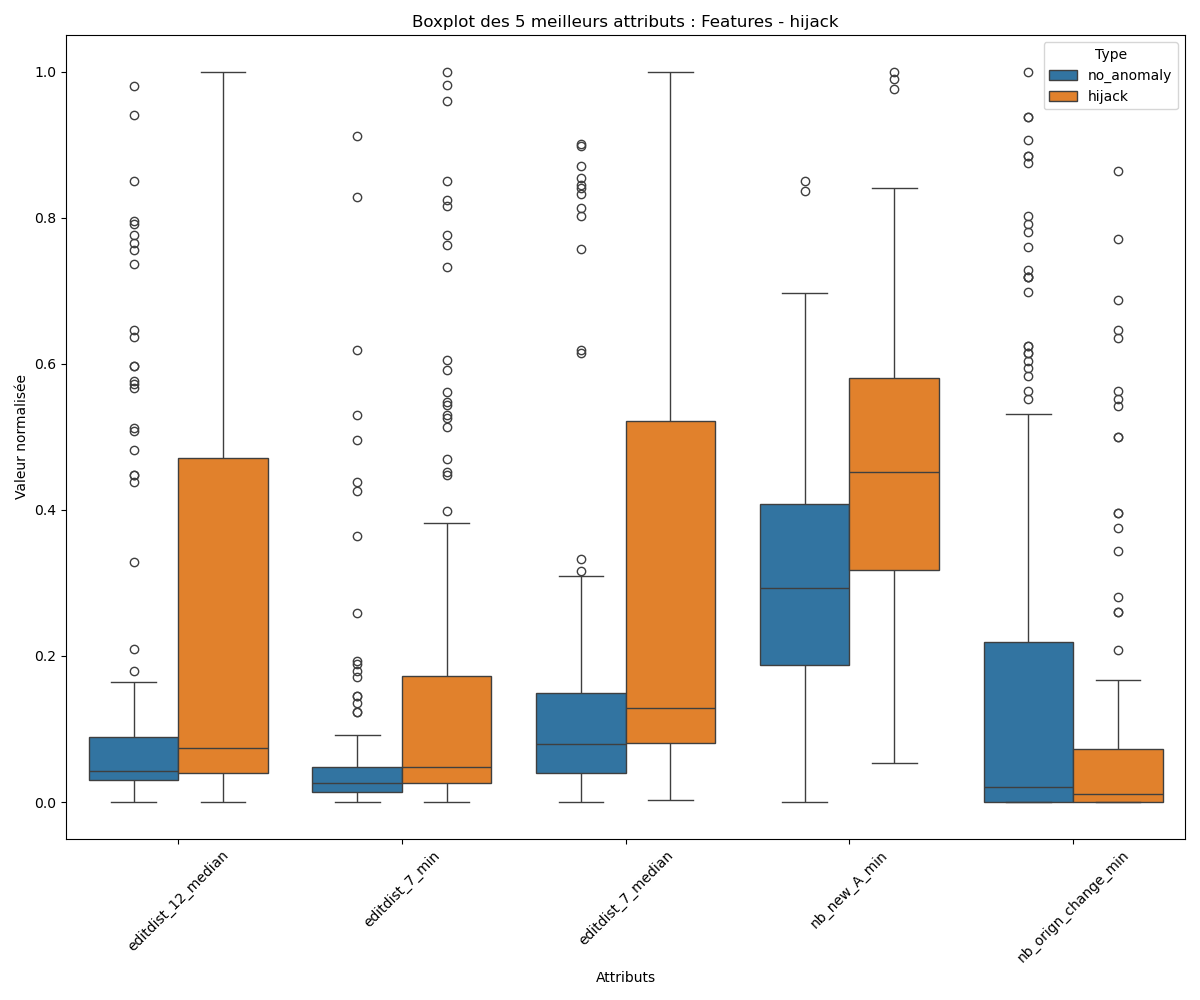 Boxplot des 5 meilleurs attributs : Features - hijack
Type
no_anomaly
hijack
Valeur normalisée
1.0
0.8
0.6
0.4
0.2
0.0
editdist_12_median
editdist_7_min
editdist_7_median
nb_new_A_min
nb_orign_change_min
Attributs